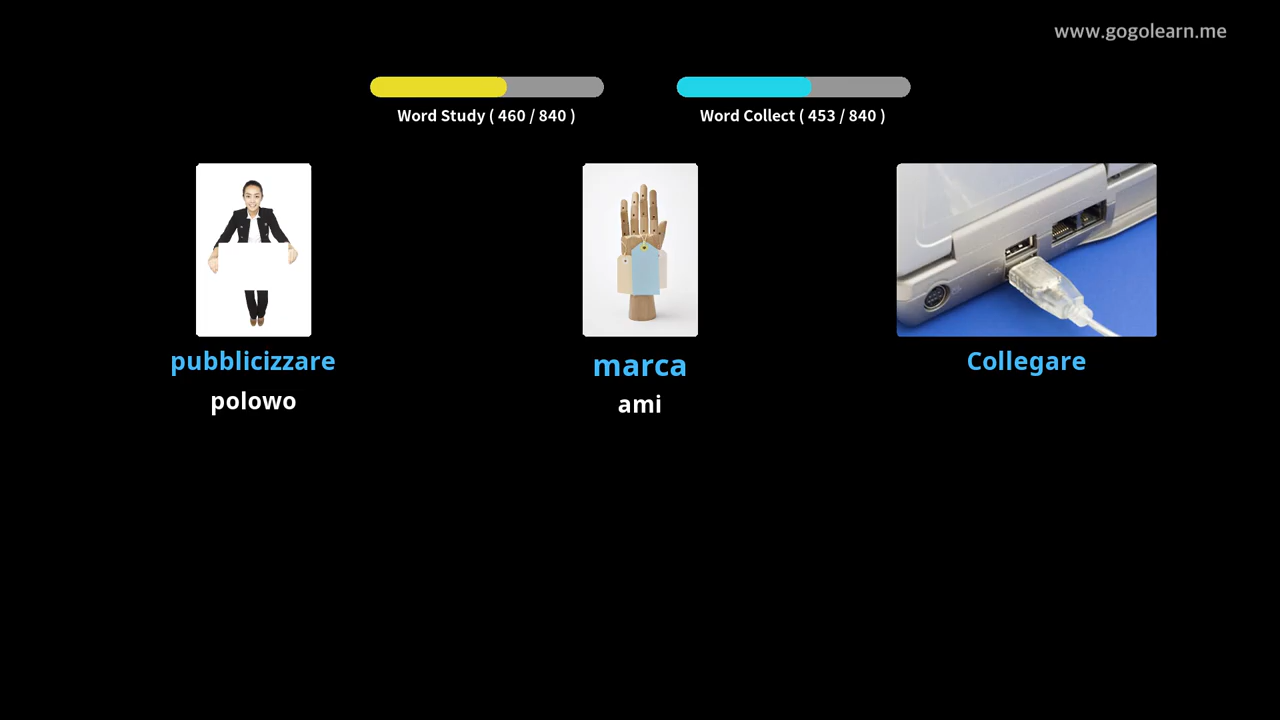 www.gogolearn.me
Word Study ( 460 / 840 )
Word Collect ( 453 / 840 )
pubblicizzare
polowo
marca
ami
Collegare